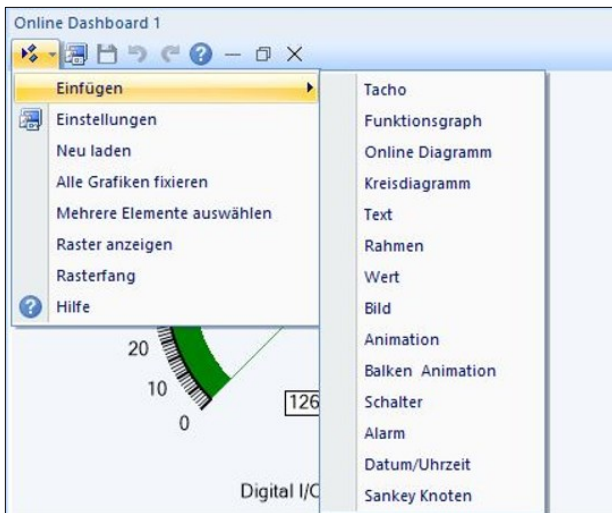 Online Dashboard 1
Einfügen
Einstellungen
Neu laden
Alle Grafiken fixieren
Mehrere Elemente auswählen
Raster anzeigen
Rasterfang
Hilfe
Tacho
Funktionsgraph
Online Diagramm
Kreisdiagramm
Text
Rahmen
Wert
Bild
Animation
Balken Animation
Schalter
Alarm
Datum/Uhrzeit
Sankey Knoten
20
10
0
126
Digital I/O